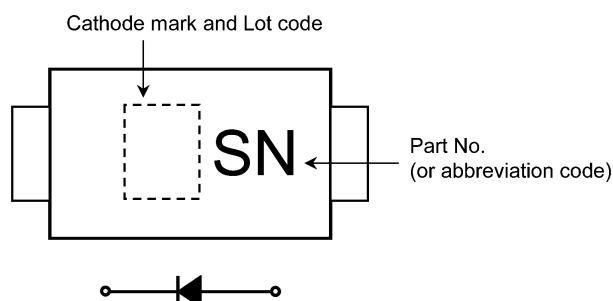 Cathode mark and Lot code
SN
Part No.
(or abbreviation code)